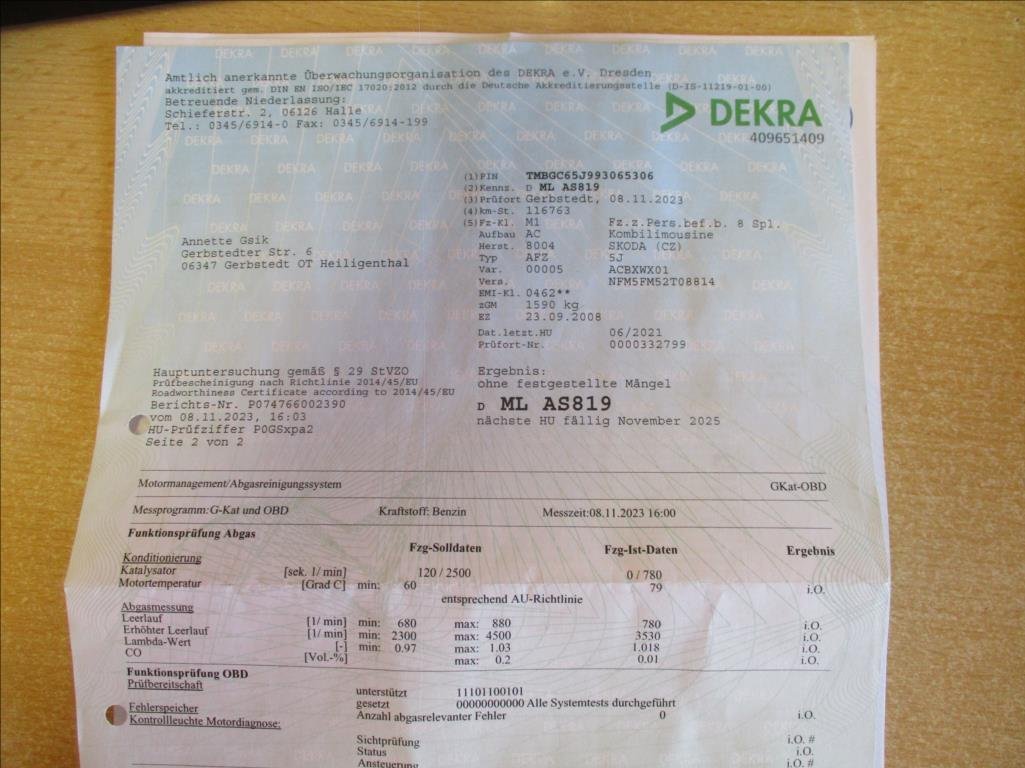 Amtlich anerkannte Überwachungsorganisation des DEKRA e.V. Dresden
akkreditiert gem. DIN EN ISO/IEC 17020:2012 durch die Deutsche Akkreditierungsstelle (D-IS-11219-01-00)
Betreuende Niederlassung:
Schieferstr. 2, 06126 Halle
Tel.: 0345/6914-0 Fax: 0345/6914-199
DEKRA
409651409
(1)PIN TMBGC65J993065306
(2)Kennz. D ML AS819
(3)Prüfort Gerbstedt, 08.11.2023
(4)km-St. 116763
(5)Fz-Kl. M1 Fz.z.Pers.bef.b. 8 Spl.
Aufbau AC Kombilimousine
Herst. 8004 SKODA (CZ)
Typ AFZ 5J
Var. 00005 ACBXWX01
Vers. NFM5FM52T08814
EMI-Kl. 0462**
zGM 1590 kg
EZ 23.09.2008
Dat.letzt.HU 06/2021
Prüfort-Nr. 0000332799
Annette Gsik
Gerbstedter Str. 6
06347 Gerbstedt OT Heiligenthal
Hauptuntersuchung gemäß § 29 StVZO
Prüfbescheinigung nach Richtlinie 2014/45/EU
Roadworthiness Certificate according to 2014/45/EU
Berichts-Nr. P074766002390
vom 08.11.2023, 16:03
HU-Prüfziffer P0GSxpa2
Seite 2 von 2
Ergebnis:
ohne festgestellte Mängel
D ML AS819
nächste HU fällig November 2025
Motormanagement/Abgasreinigungssystem GKat-OBD
Messprogramm:G-Kat und OBD Kraftstoff: Benzin Messzeit:08.11.2023 16:00
Funktionsprüfung Abgas
Fzg-Solldaten Fzg-Ist-Daten Ergebnis
Konditionierung
Katalysator [sek. 1/ min] 120 / 2500 0 / 780
Motortemperatur [Grad C] min: 60 79 i.O.
entsprechend AU-Richtlinie
Abgasmessung
Leerlauf [1/ min] min: 680 max: 880 780 i.O.
Erhöhter Leerlauf [1/ min] min: 2300 max: 4500 3530 i.O.
Lambda-Wert [-] min: 0.97 max: 1.03 1.018 i.O.
CO [Vol.-%] max: 0.2 0.01 i.O.
Funktionsprüfung OBD
Prüfbereitschaft
unterstützt 11101100101
gesetzt 00000000000 Alle Systemtests durchgeführt
Fehlerspeicher Anzahl abgasrelevanter Fehler 0 i.O.
Kontrollleuchte Motordiagnose:
Sichtprüfung i.O. #
Status i.O.
Ansteuerung i.O. #